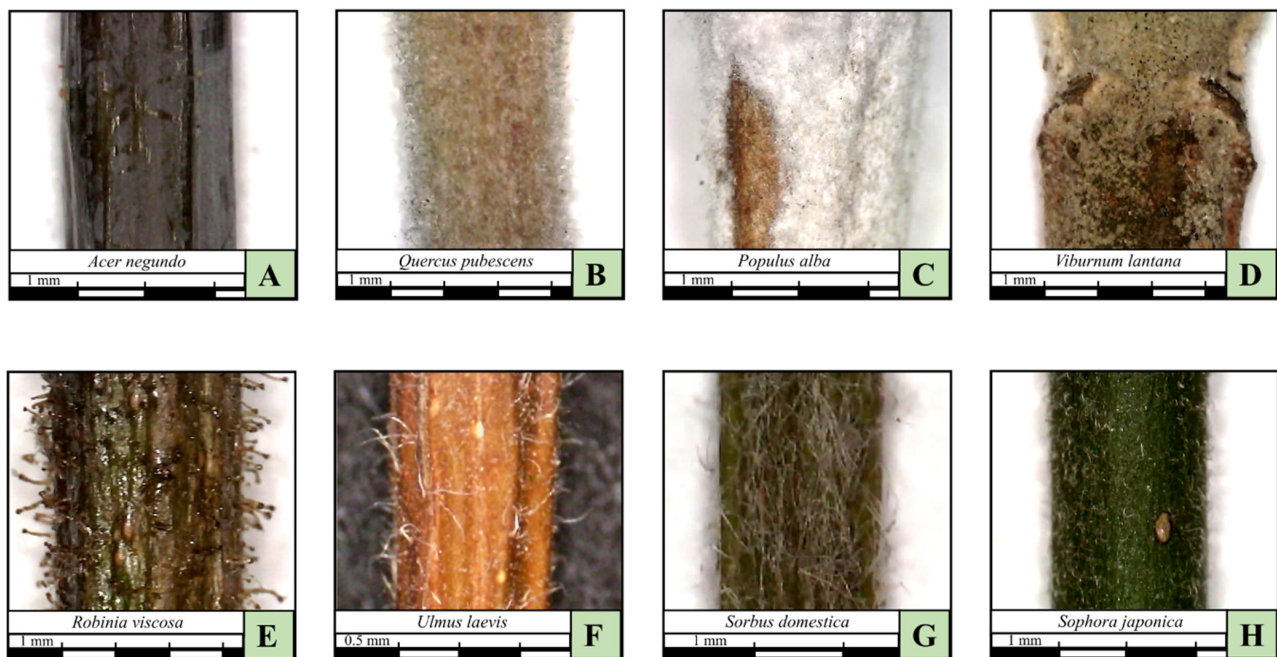 Acer negundo
1 mm
A
Quercus pubescens
1 mm
B
Populus alba
1 mm
C
Viburnum lantana
1 mm
D
Robinia viscosa
1 mm
E
Ulmus laevis
0.5 mm
F
Sorbus domestica
1 mm
G
Sophora japonica
1 mm
H